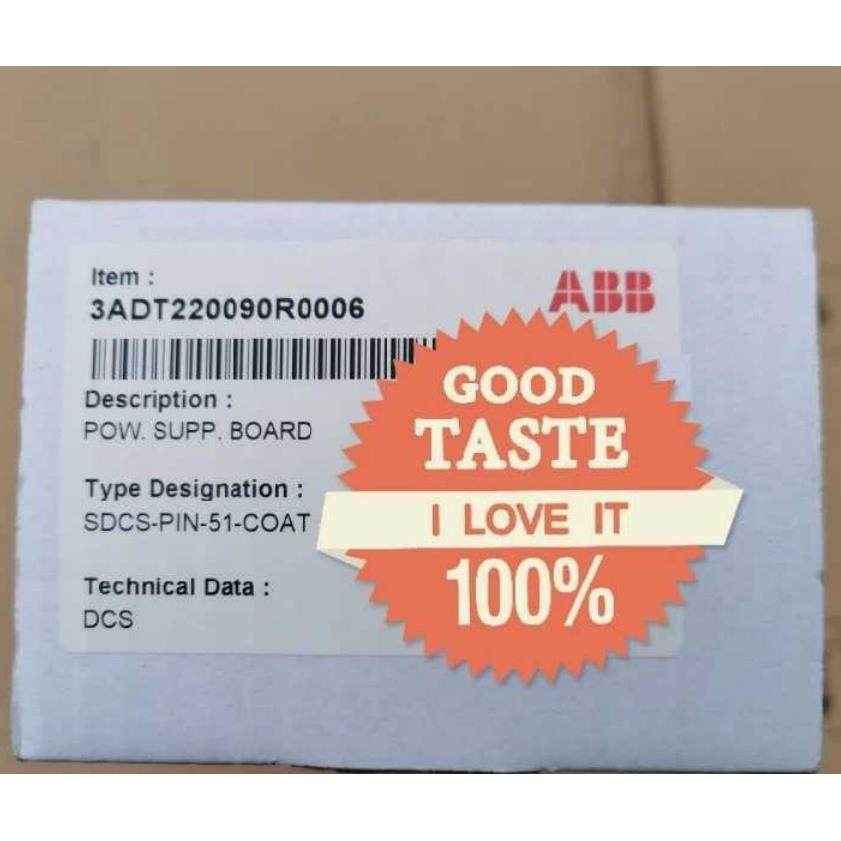 Item :
ABB
3ADT220090R0006
Description :
POW. SUPP. BOARD
Type Designation :
SDCS-PIN-51-COAT
Technical Data :
DCS
GOOD
TASTE
I LOVE IT
100%